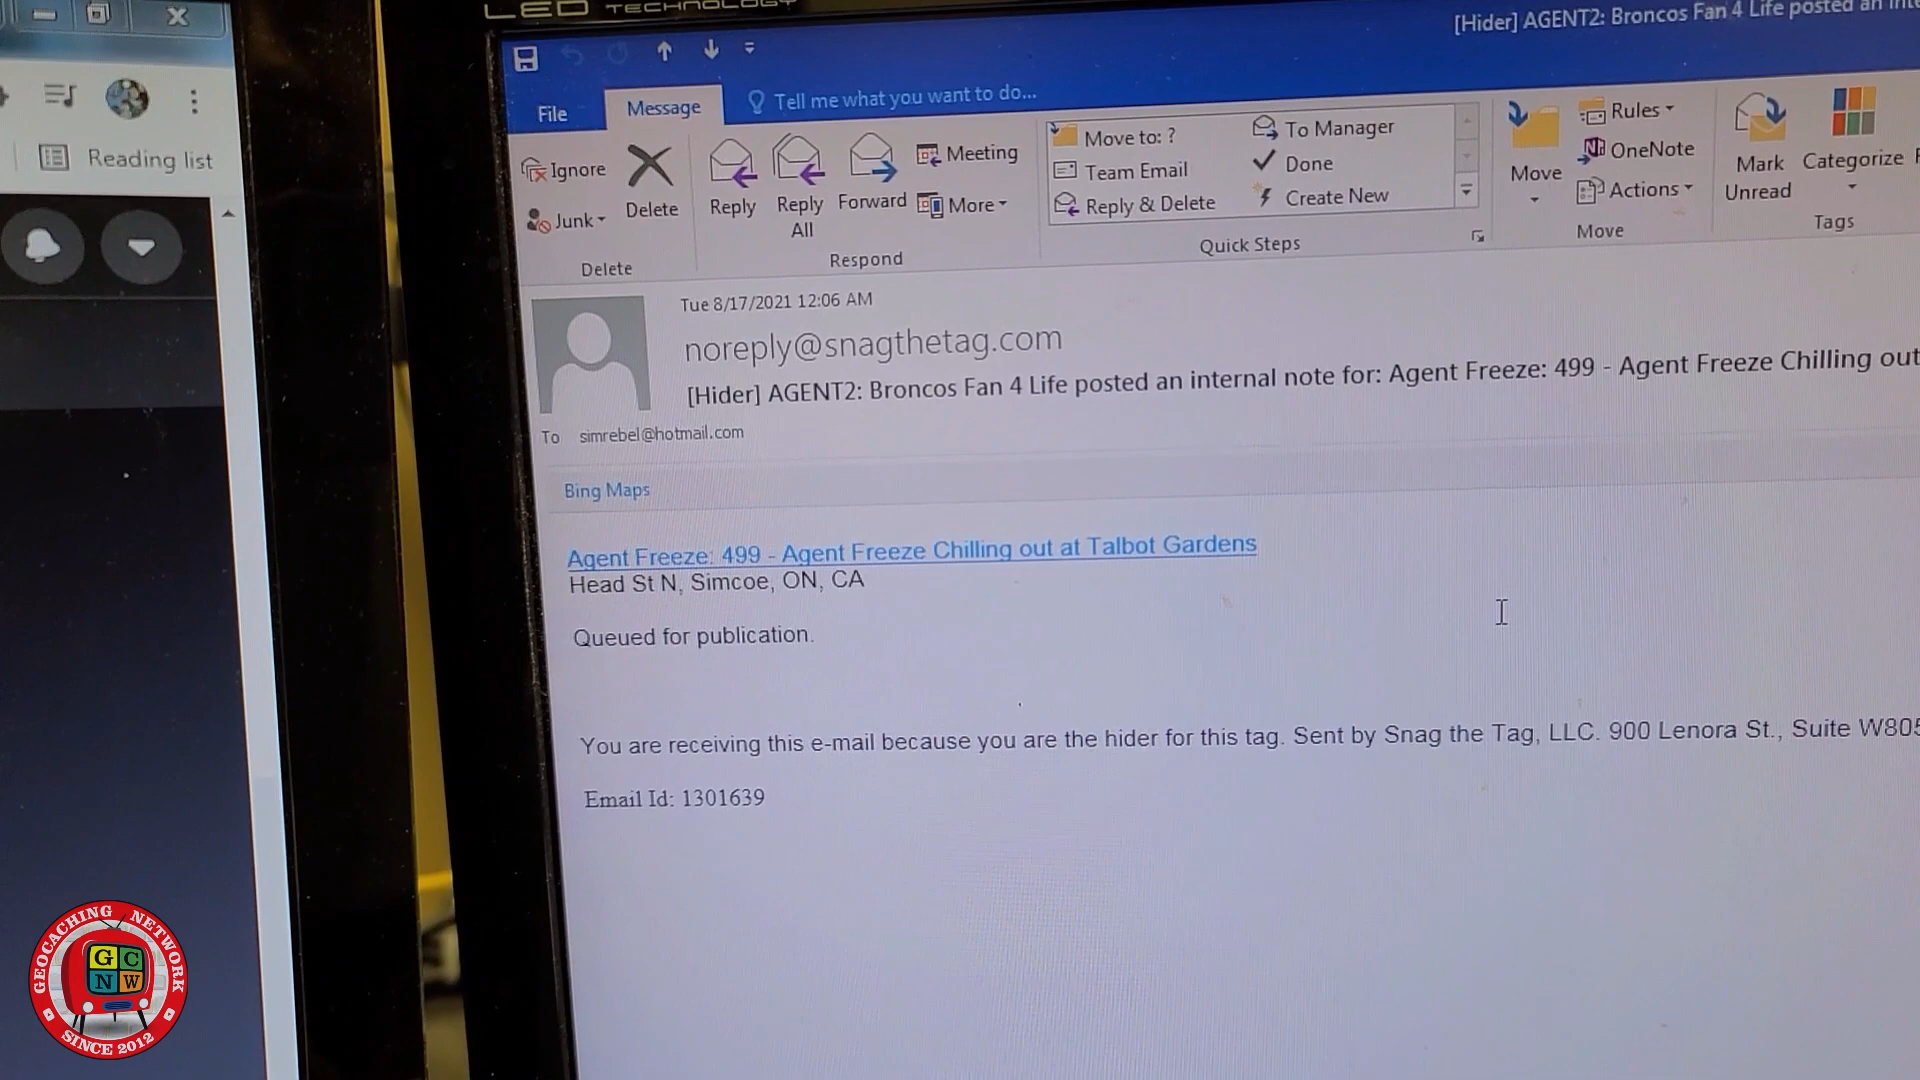 LED TECHNOLOGY
[Hider] AGENT2: Broncos Fan 4 Life posted an
Reading list
File
Message
Tell me what you want to do...
Ignore
Junk
Delete
Delete
Reply
Reply All
Forward
Meeting
More
Respond
Move to: ?
Team Email
Reply & Delete
To Manager
Done
Create New
Quick Steps
Move
Rules
OneNote
Actions
Move
Mark Unread
Categorize
Tags
Tue 8/17/2021 12:06 AM
noreply@snagthetag.com
[Hider] AGENT2: Broncos Fan 4 Life posted an internal note for: Agent Freeze: 499 - Agent Freeze Chilling out
To simrebel@hotmail.com
Bing Maps
Agent Freeze: 499 - Agent Freeze Chilling out at Talbot Gardens
Head St N, Simcoe, ON, CA
Queued for publication.
You are receiving this e-mail because you are the hider for this tag. Sent by Snag the Tag, LLC. 900 Lenora St., Suite W805
Email Id: 1301639
GEOCACHING NETWORK
G C
N W
SINCE 2012